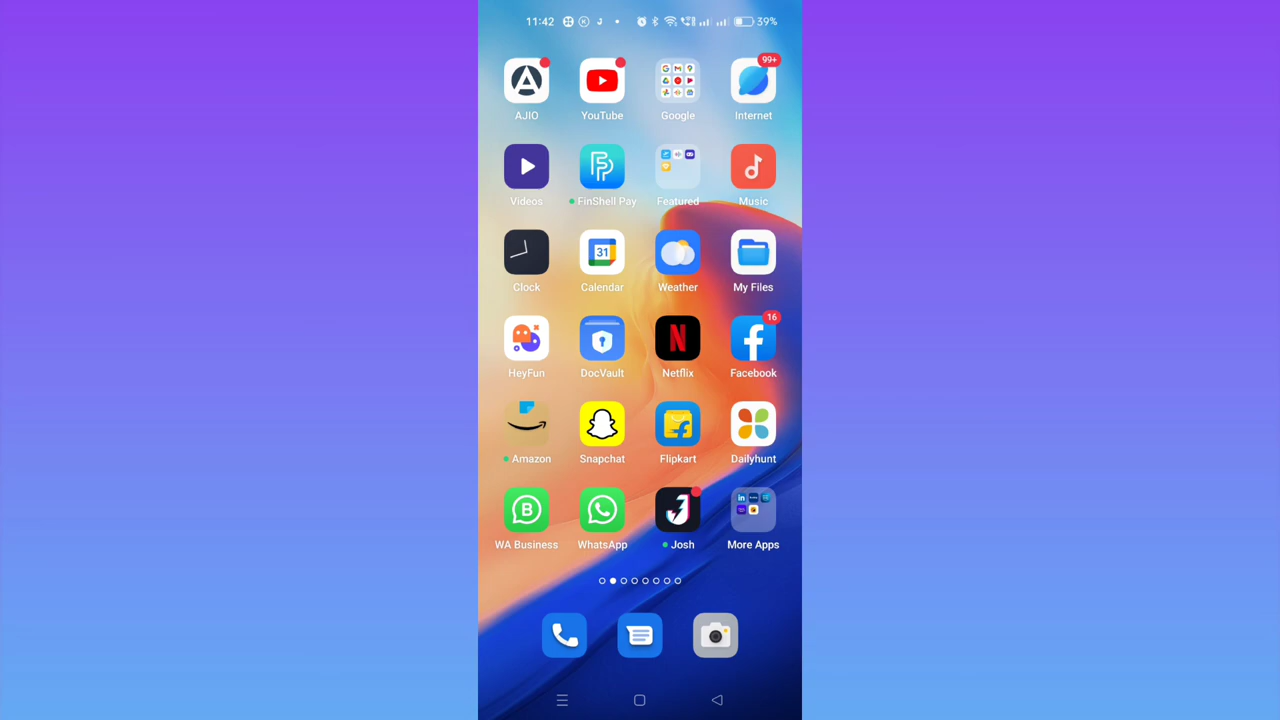 11:42 39%
99+
AJIO YouTube Google Internet
Videos FinShell Pay Featured Music
31
Clock Calendar Weather My Files
16
HeyFun DocVault Netflix Facebook
Amazon Snapchat Flipkart Dailyhunt
WA Business WhatsApp Josh More Apps